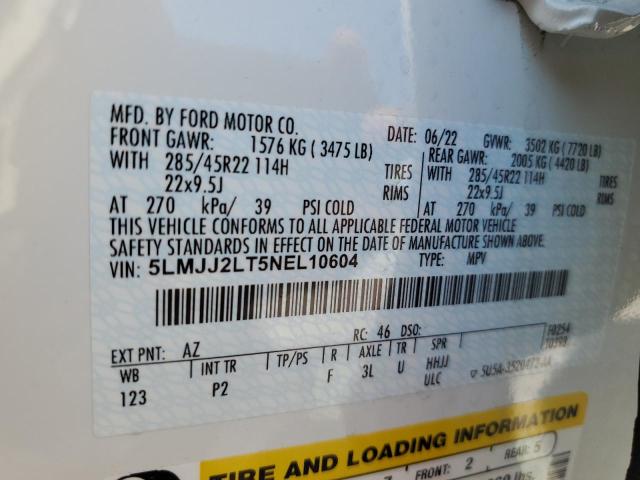 MFD. BY FORD MOTOR CO.
DATE: 06/22 GVWR: 3502 KG ( 7720 LB)
FRONT GAWR: 1576 KG ( 3475 LB) REAR GAWR: 2005 KG ( 4420 LB)
WITH 285/45R22 114H TIRES WITH 285/45R22 114H TIRES
22x9.5J RIMS 22x9.5J RIMS
AT 270 kPa/ 39 PSI COLD AT 270 kPa/ 39 PSI COLD
THIS VEHICLE CONFORMS TO ALL APPLICABLE FEDERAL MOTOR VEHICLE
SAFETY STANDARDS IN EFFECT ON THE DATE OF MANUFACTURE SHOWN ABOVE.
VIN: 5LMJJ2LT5NEL10604 TYPE: MPV
RC: 46 DSO: F0254
EXT PNT: AZ
WB INT TR TP/PS R AXLE TR SPR
123 P2 F 3L U HHJJ
ULC
TIRE AND LOADING INFORMATION
FRONT: 2 REAR: 5